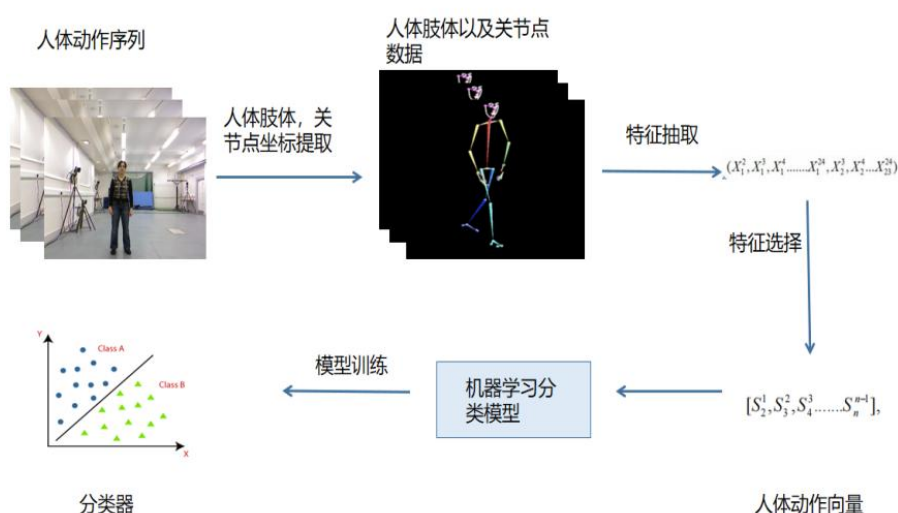 人体动作序列
人体肢体以及关节点
数据
人体肢体，关
节点坐标提取
特征抽取
(X_1^2,X_1^3,X_1^4.......X_1^{24},X_2^3,X_2^4...X_{23}^{24})
特征选择
[S_2^1,S_3^2,S_4^3.......S_n^{n-1}],
人体动作向量
机器学习分
类模型
模型训练
Y
Class A
Class B
X
分类器